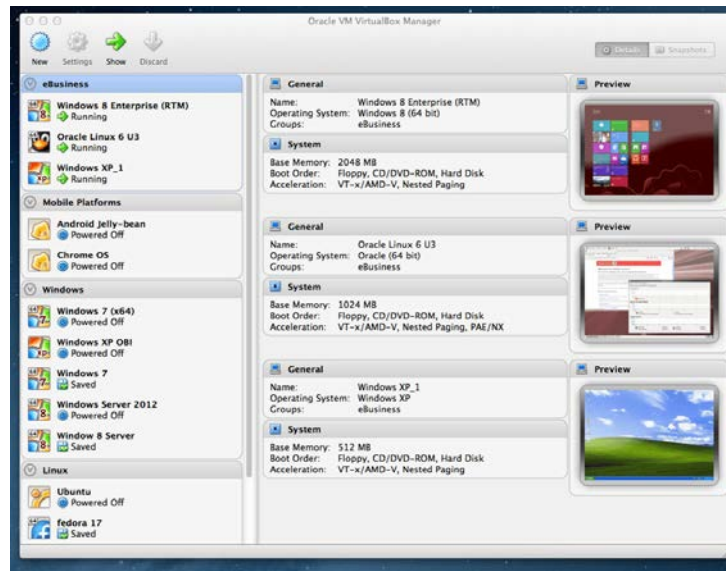 Oracle VM VirtualBox Manager
New Settings Show Discard
Details Snapshots
eBusiness
Windows 8 Enterprise (RTM)
Running
Oracle Linux 6 U3
Running
Windows XP_1
Running
Mobile Platforms
Android Jelly-bean
Powered Off
Chrome OS
Powered Off
Windows
Windows 7 (x64)
Powered Off
Windows XP OBI
Powered Off
Windows 7
Saved
Windows Server 2012
Powered Off
Window 8 Server
Saved
Linux
Ubuntu
Powered Off
fedora 17
Saved
General
Name: Windows 8 Enterprise (RTM)
Operating System: Windows 8 (64 bit)
Groups: eBusiness
System
Base Memory: 2048 MB
Boot Order: Floppy, CD/DVD-ROM, Hard Disk
Acceleration: VT-x/AMD-V, Nested Paging
Preview
General
Name: Oracle Linux 6 U3
Operating System: Oracle (64 bit)
Groups: eBusiness
System
Base Memory: 1024 MB
Boot Order: Floppy, CD/DVD-ROM, Hard Disk
Acceleration: VT-x/AMD-V, Nested Paging, PAE/NX
Preview
General
Name: Windows XP_1
Operating System: Windows XP
Groups: eBusiness
System
Base Memory: 512 MB
Boot Order: Floppy, CD/DVD-ROM, Hard Disk
Acceleration: VT-x/AMD-V, Nested Paging
Preview